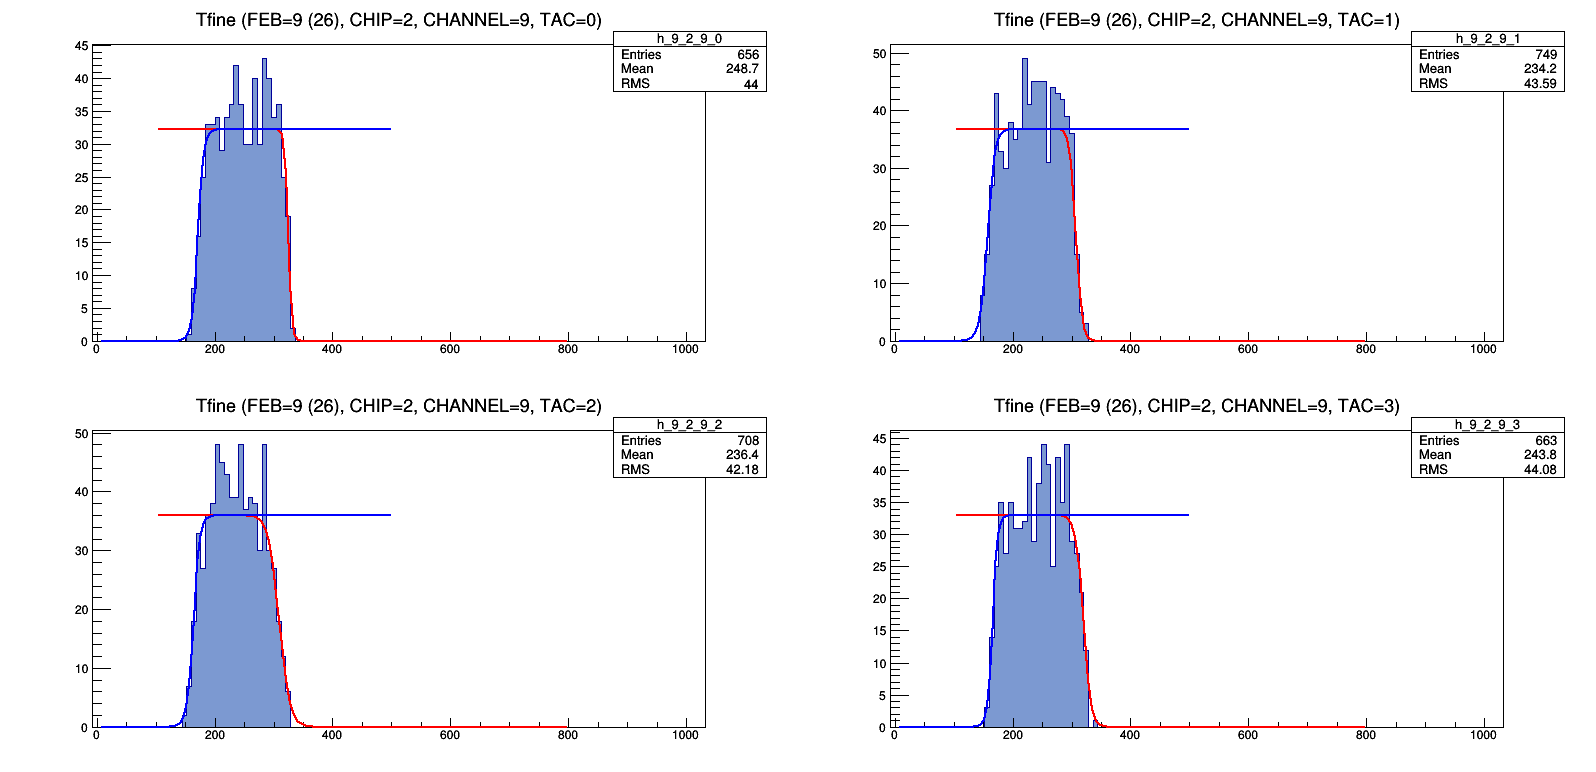 Tfine (FEB=9 (26), CHIP=2, CHANNEL=9, TAC=0)
h_9_2_9_0
Entries 656
Mean 248.7
RMS 44
45
40
35
30
25
20
15
10
5
0
0 200 400 600 800 1000
Tfine (FEB=9 (26), CHIP=2, CHANNEL=9, TAC=1)
h_9_2_9_1
Entries 749
Mean 234.2
RMS 43.59
50
40
30
20
10
0
0 200 400 600 800 1000
Tfine (FEB=9 (26), CHIP=2, CHANNEL=9, TAC=2)
h_9_2_9_2
Entries 708
Mean 236.4
RMS 42.18
50
40
30
20
10
0
0 200 400 600 800 1000
Tfine (FEB=9 (26), CHIP=2, CHANNEL=9, TAC=3)
h_9_2_9_3
Entries 663
Mean 243.8
RMS 44.08
45
40
35
30
25
20
15
10
5
0
0 200 400 600 800 1000